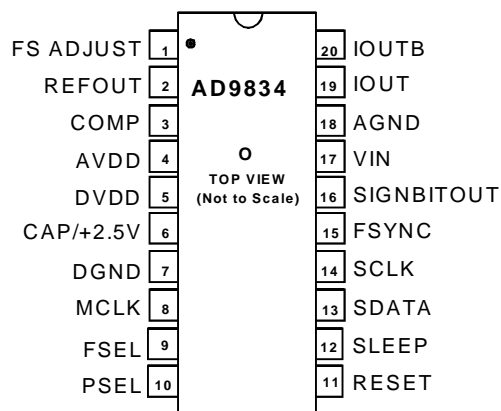 FS ADJUST 1 20 IOUTB
REFOUT 2 AD9834 19 IOUT
COMP 3 18 AGND
AVDD 4 O 17 VIN
TOP VIEW
DVDD 5 (Not to Scale) 16 SIGNBITOUT
CAP/+2.5V 6 15 FSYNC
DGND 7 14 SCLK
MCLK 8 13 SDATA
FSEL 9 12 SLEEP
PSEL 10 11 RESET